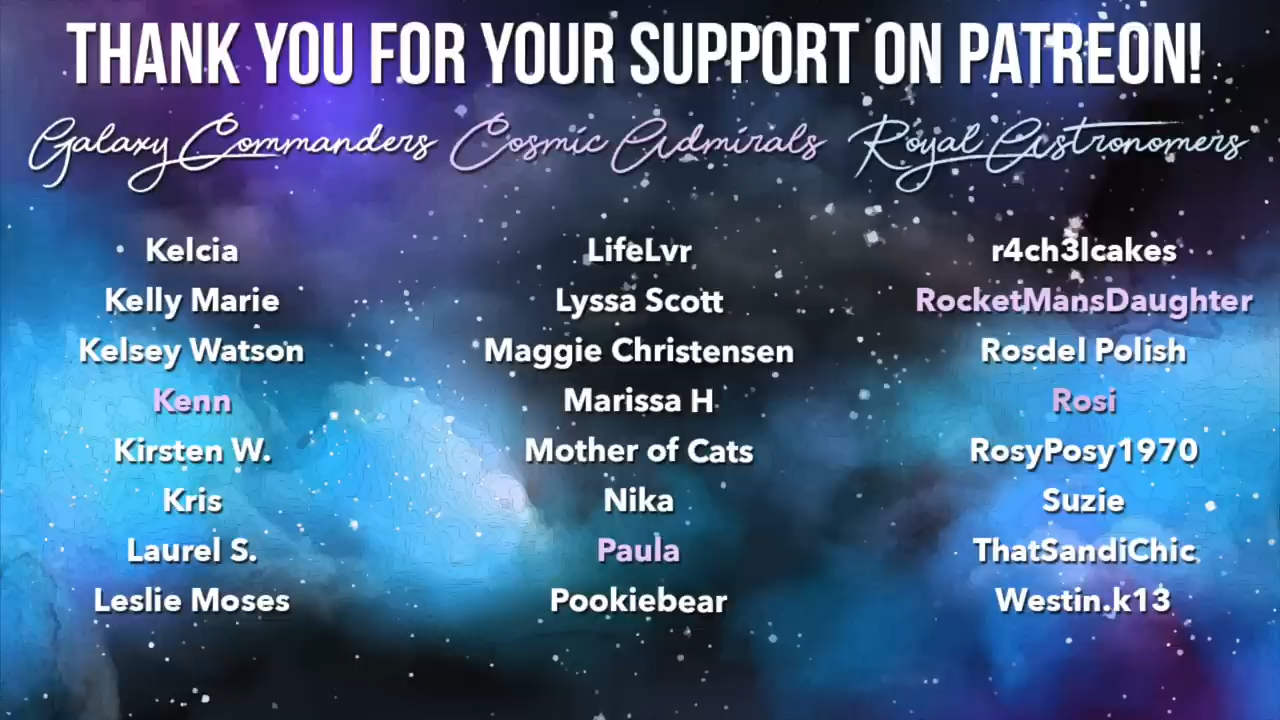 THANK YOU FOR YOUR SUPPORT ON PATREON!
Galaxy Commanders Cosmic Admirals Royal Astronomers
Kelcia LifeLvr r4ch3lcakes
Kelly Marie Lyssa Scott RocketMansDaughter
Kelsey Watson Maggie Christensen Rosdel Polish
Kenn Marissa H Rosi
Kirsten W. Mother of Cats RosyPosy1970
Kris Nika Suzie
Laurel S. Paula ThatSandiChic
Leslie Moses Pookiebear Westin.k13